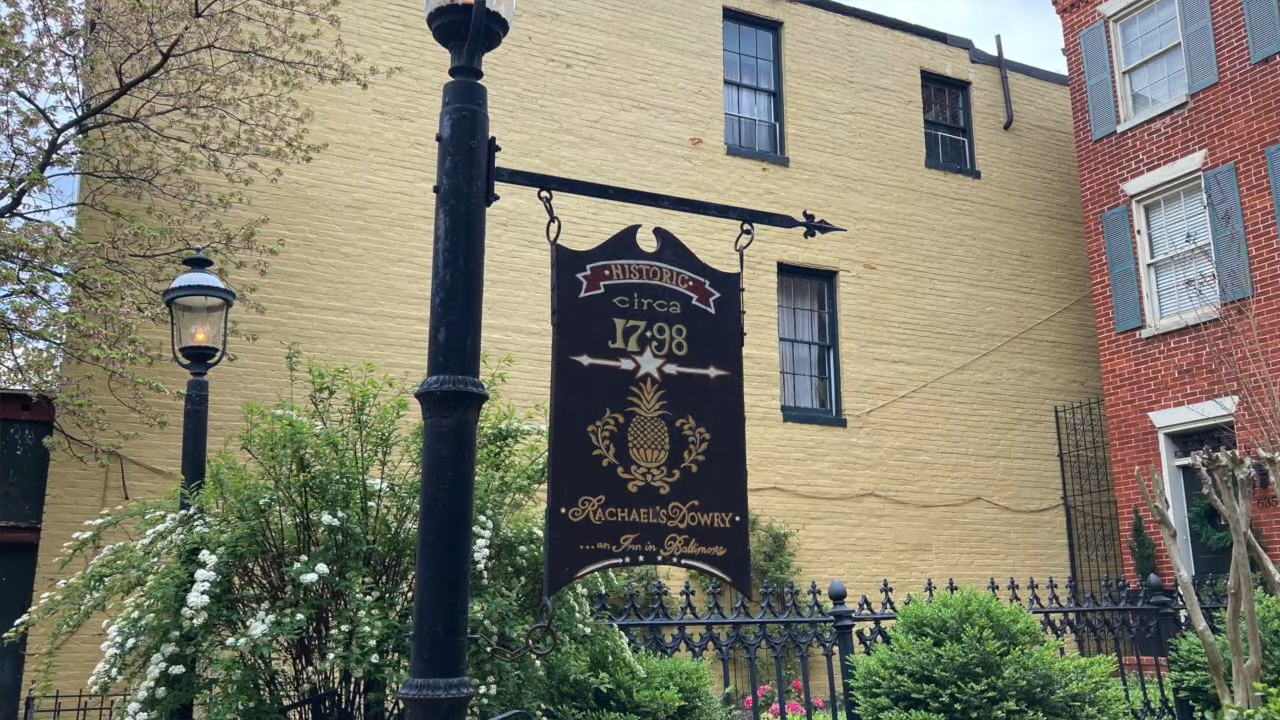 ·HISTORIC·
circa
17·98
·RACHAEL'S DOWRY·
...an Inn in Baltimore